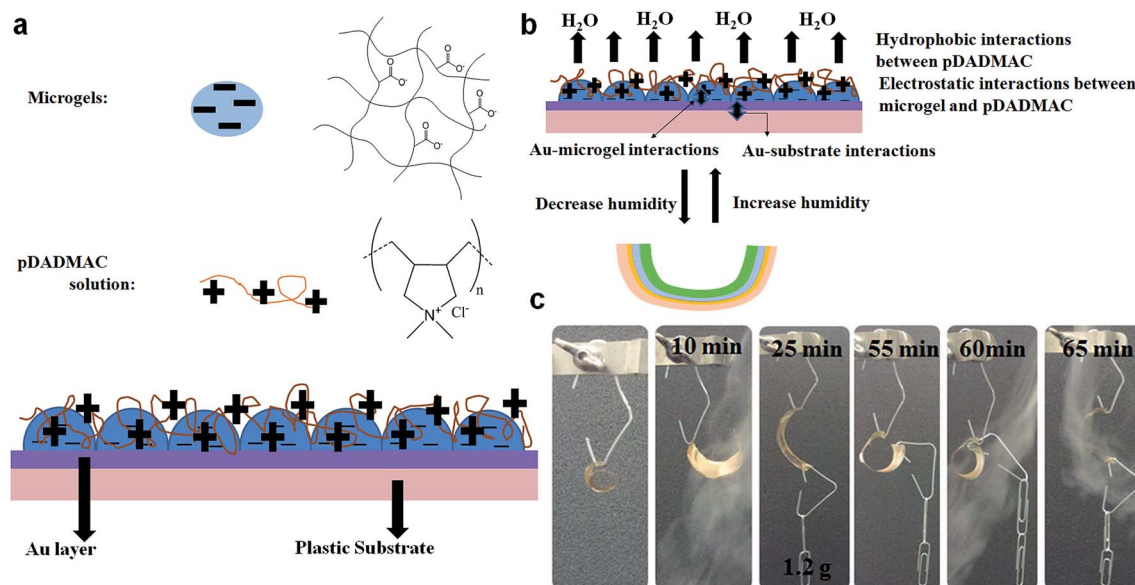 a
Microgels:
O
O-
O
O-
O
O-
O
O-
pDADMAC
solution:
n
N+
Cl-
Au layer
Plastic Substrate
b
H2O H2O H2O H2O
Hydrophobic interactions
between pDADMAC
Electrostatic interactions between
microgel and pDADMAC
Au-microgel interactions
Au-substrate interactions
Decrease humidity
Increase humidity
c
10 min
25 min
55 min
60min
65 min
1.2 g